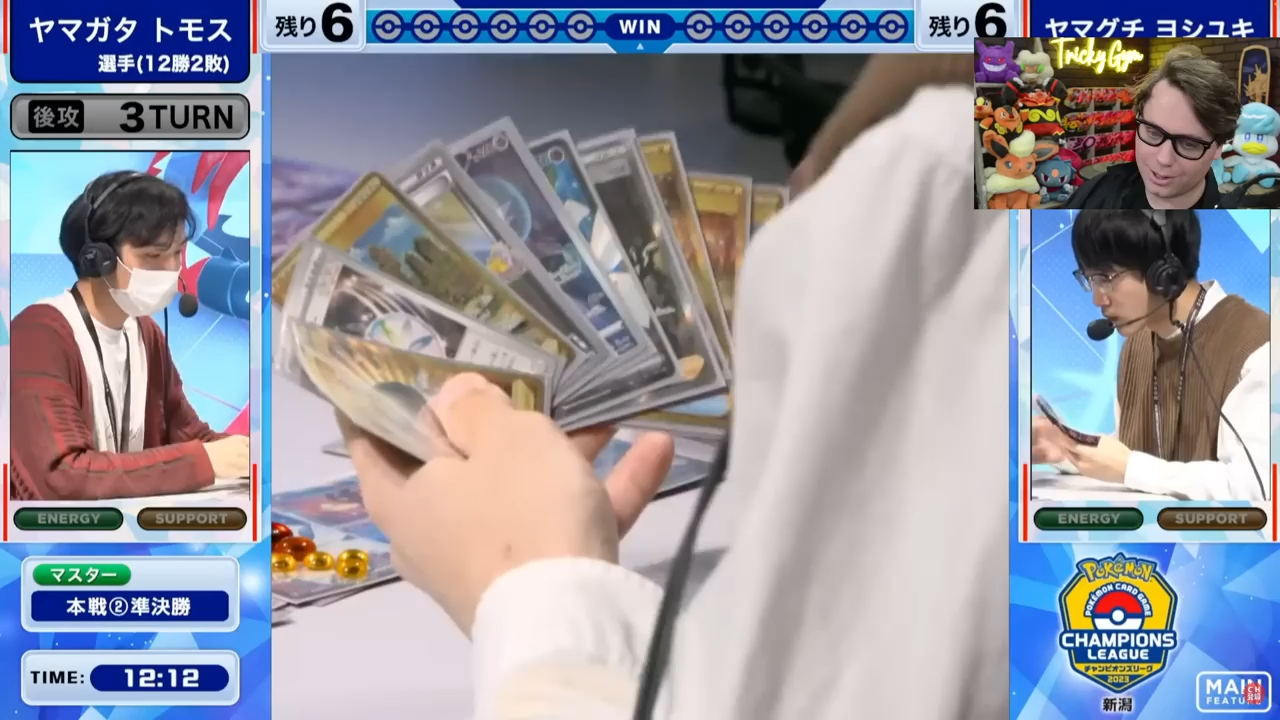 ヤマガタ トモス
選手(12勝2敗)
後攻 3TURN
残り6
WIN
残り6
ヤマグチ ヨシユキ
Tricky Gym
ENERGY
SUPPORT
ENERGY
SUPPORT
マスター
本戦②準決勝
TIME: 12:12
POKÉMON
POKÉMON CARD GAME
CHAMPIONS
LEAGUE
チャンピオンズリーグ
2023
新潟
MAIN
FEATURE